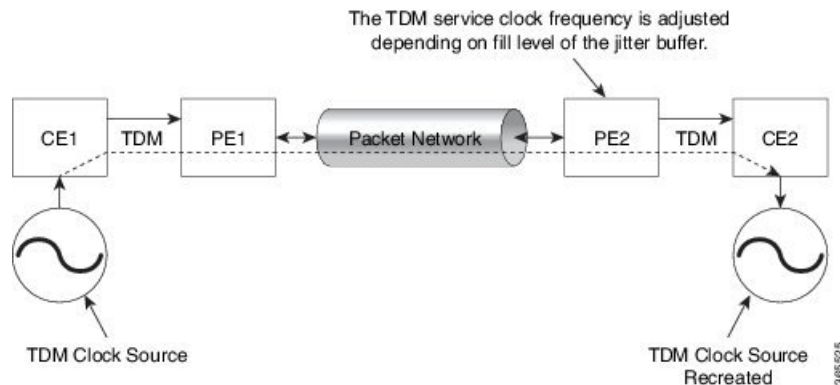 The TDM service clock frequency is adjusted
depending on fill level of the jitter buffer.
CE1
TDM
PE1
Packet Network
PE2
TDM
CE2
TDM Clock Source
TDM Clock Source
Recreated